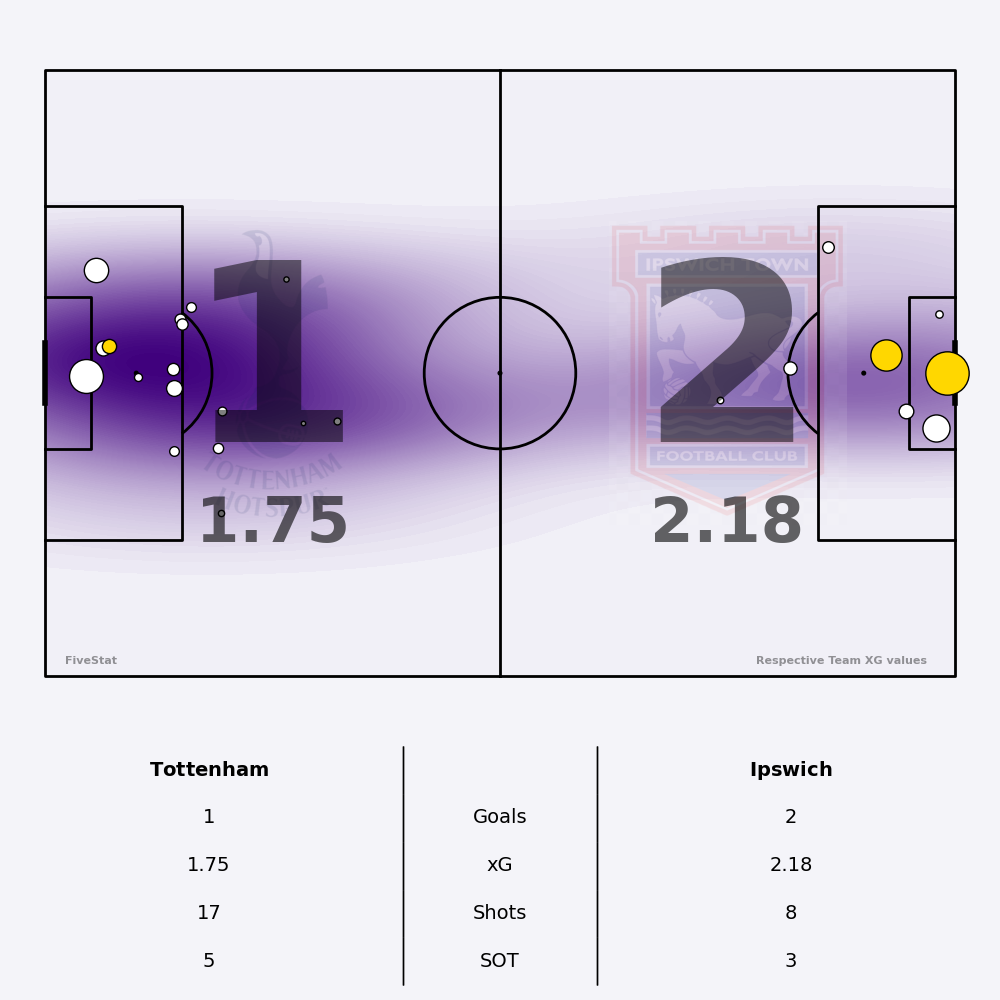 IPSWICH TOWN
1
2
FOOTBALL CLUB
TOTTENHAM
HOTSPUR
1.75
2.18
FiveStat
Respective Team XG values
Tottenham
Ipswich
1
Goals
2
1.75
xG
2.18
17
Shots
8
5
SOT
3